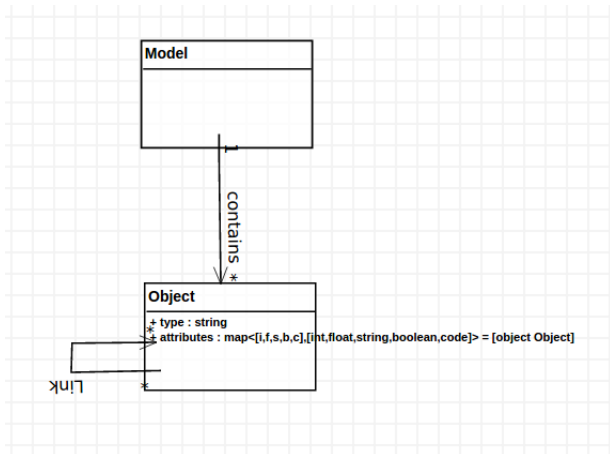 Model
1
contains
*
Object
+ type : string
*
+ attributes : map<[i,f,s,b,c],[int,float,string,boolean,code]> = [object Object]
Link
*